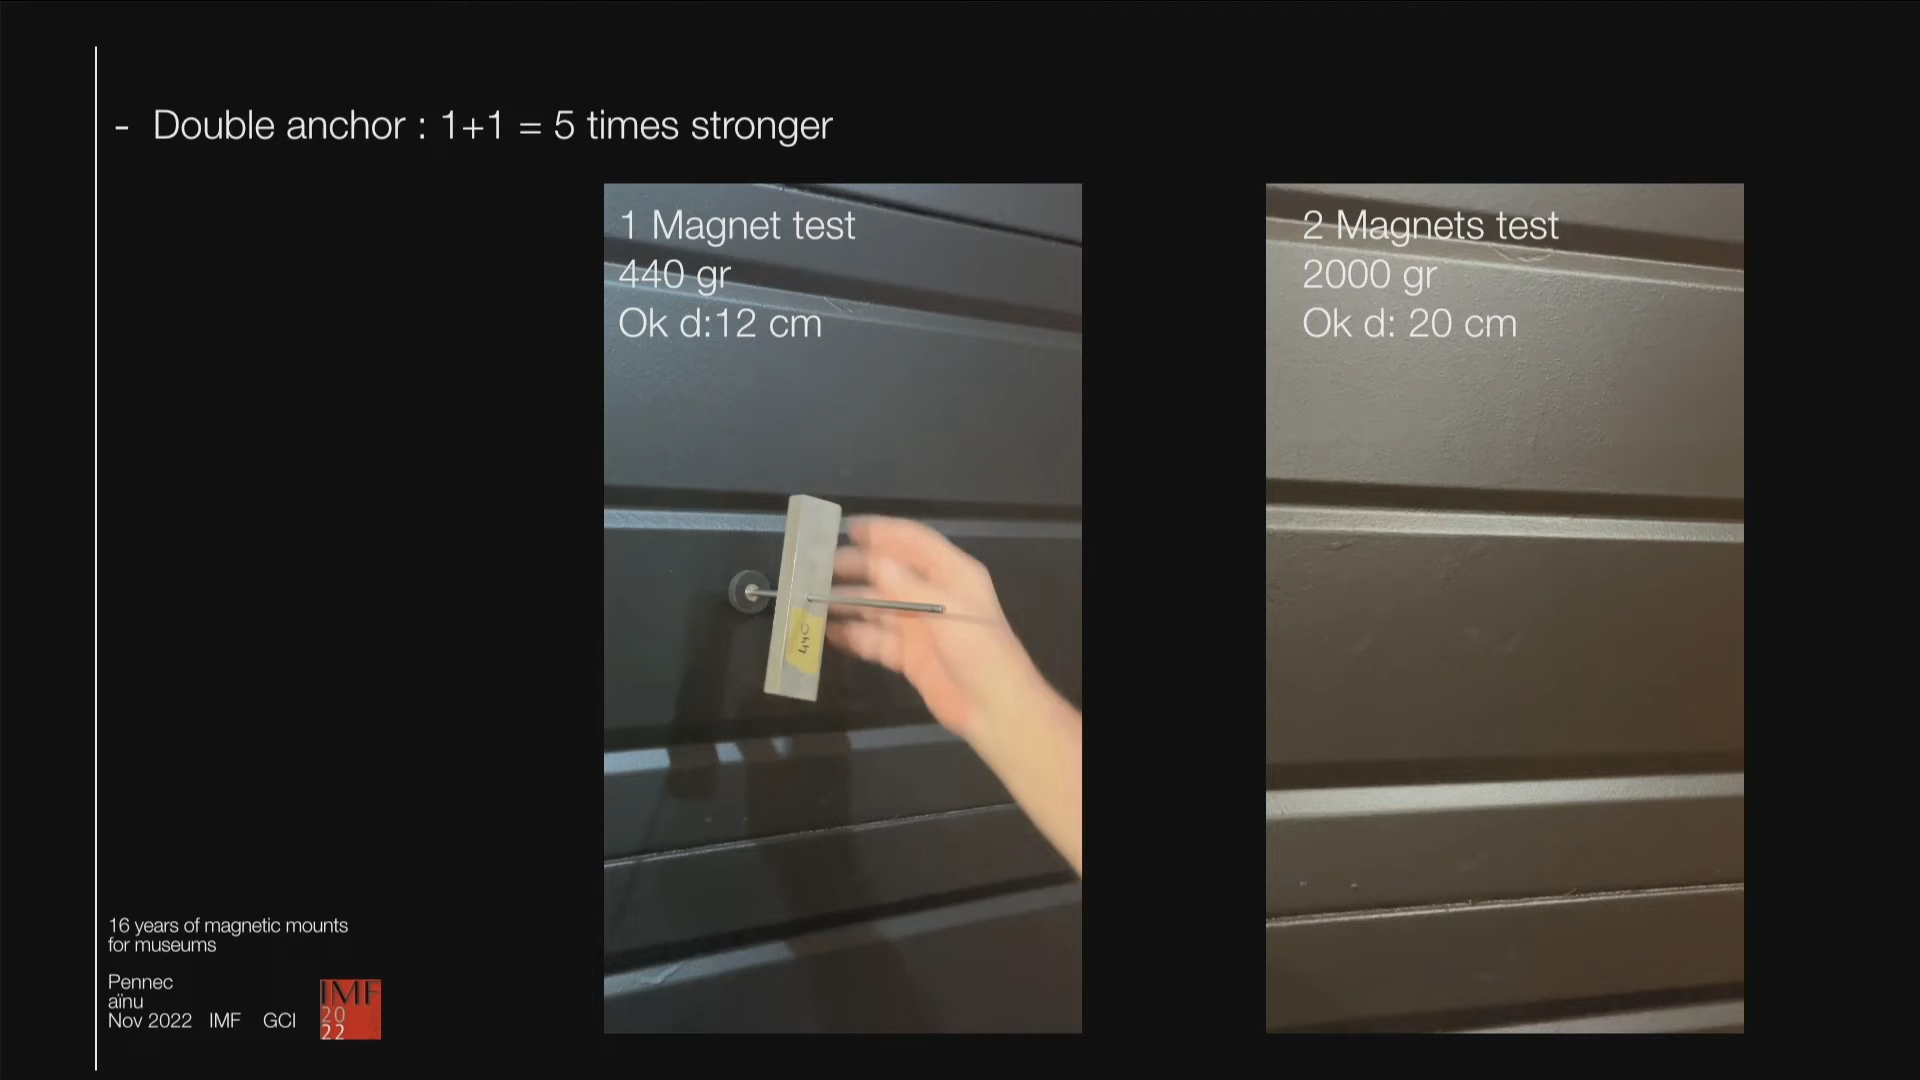 - Double anchor : 1+1 = 5 times stronger
1 Magnet test
440 gr
Ok d:12 cm
2 Magnets test
2000 gr
Ok d: 20 cm
440
16 years of magnetic mounts
for museums
Pennec
aïnu
Nov 2022 IMF GCI
IMF
20
22